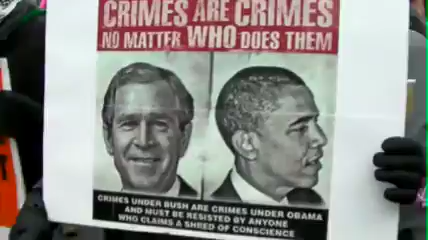 CRIMES ARE CRIMES
NO MATTER WHO DOES THEM
CRIMES UNDER BUSH ARE CRIMES UNDER OBAMA
AND MUST BE RESISTED BY ANYONE
WHO CLAIMS A SHRED OF CONSCIENCE